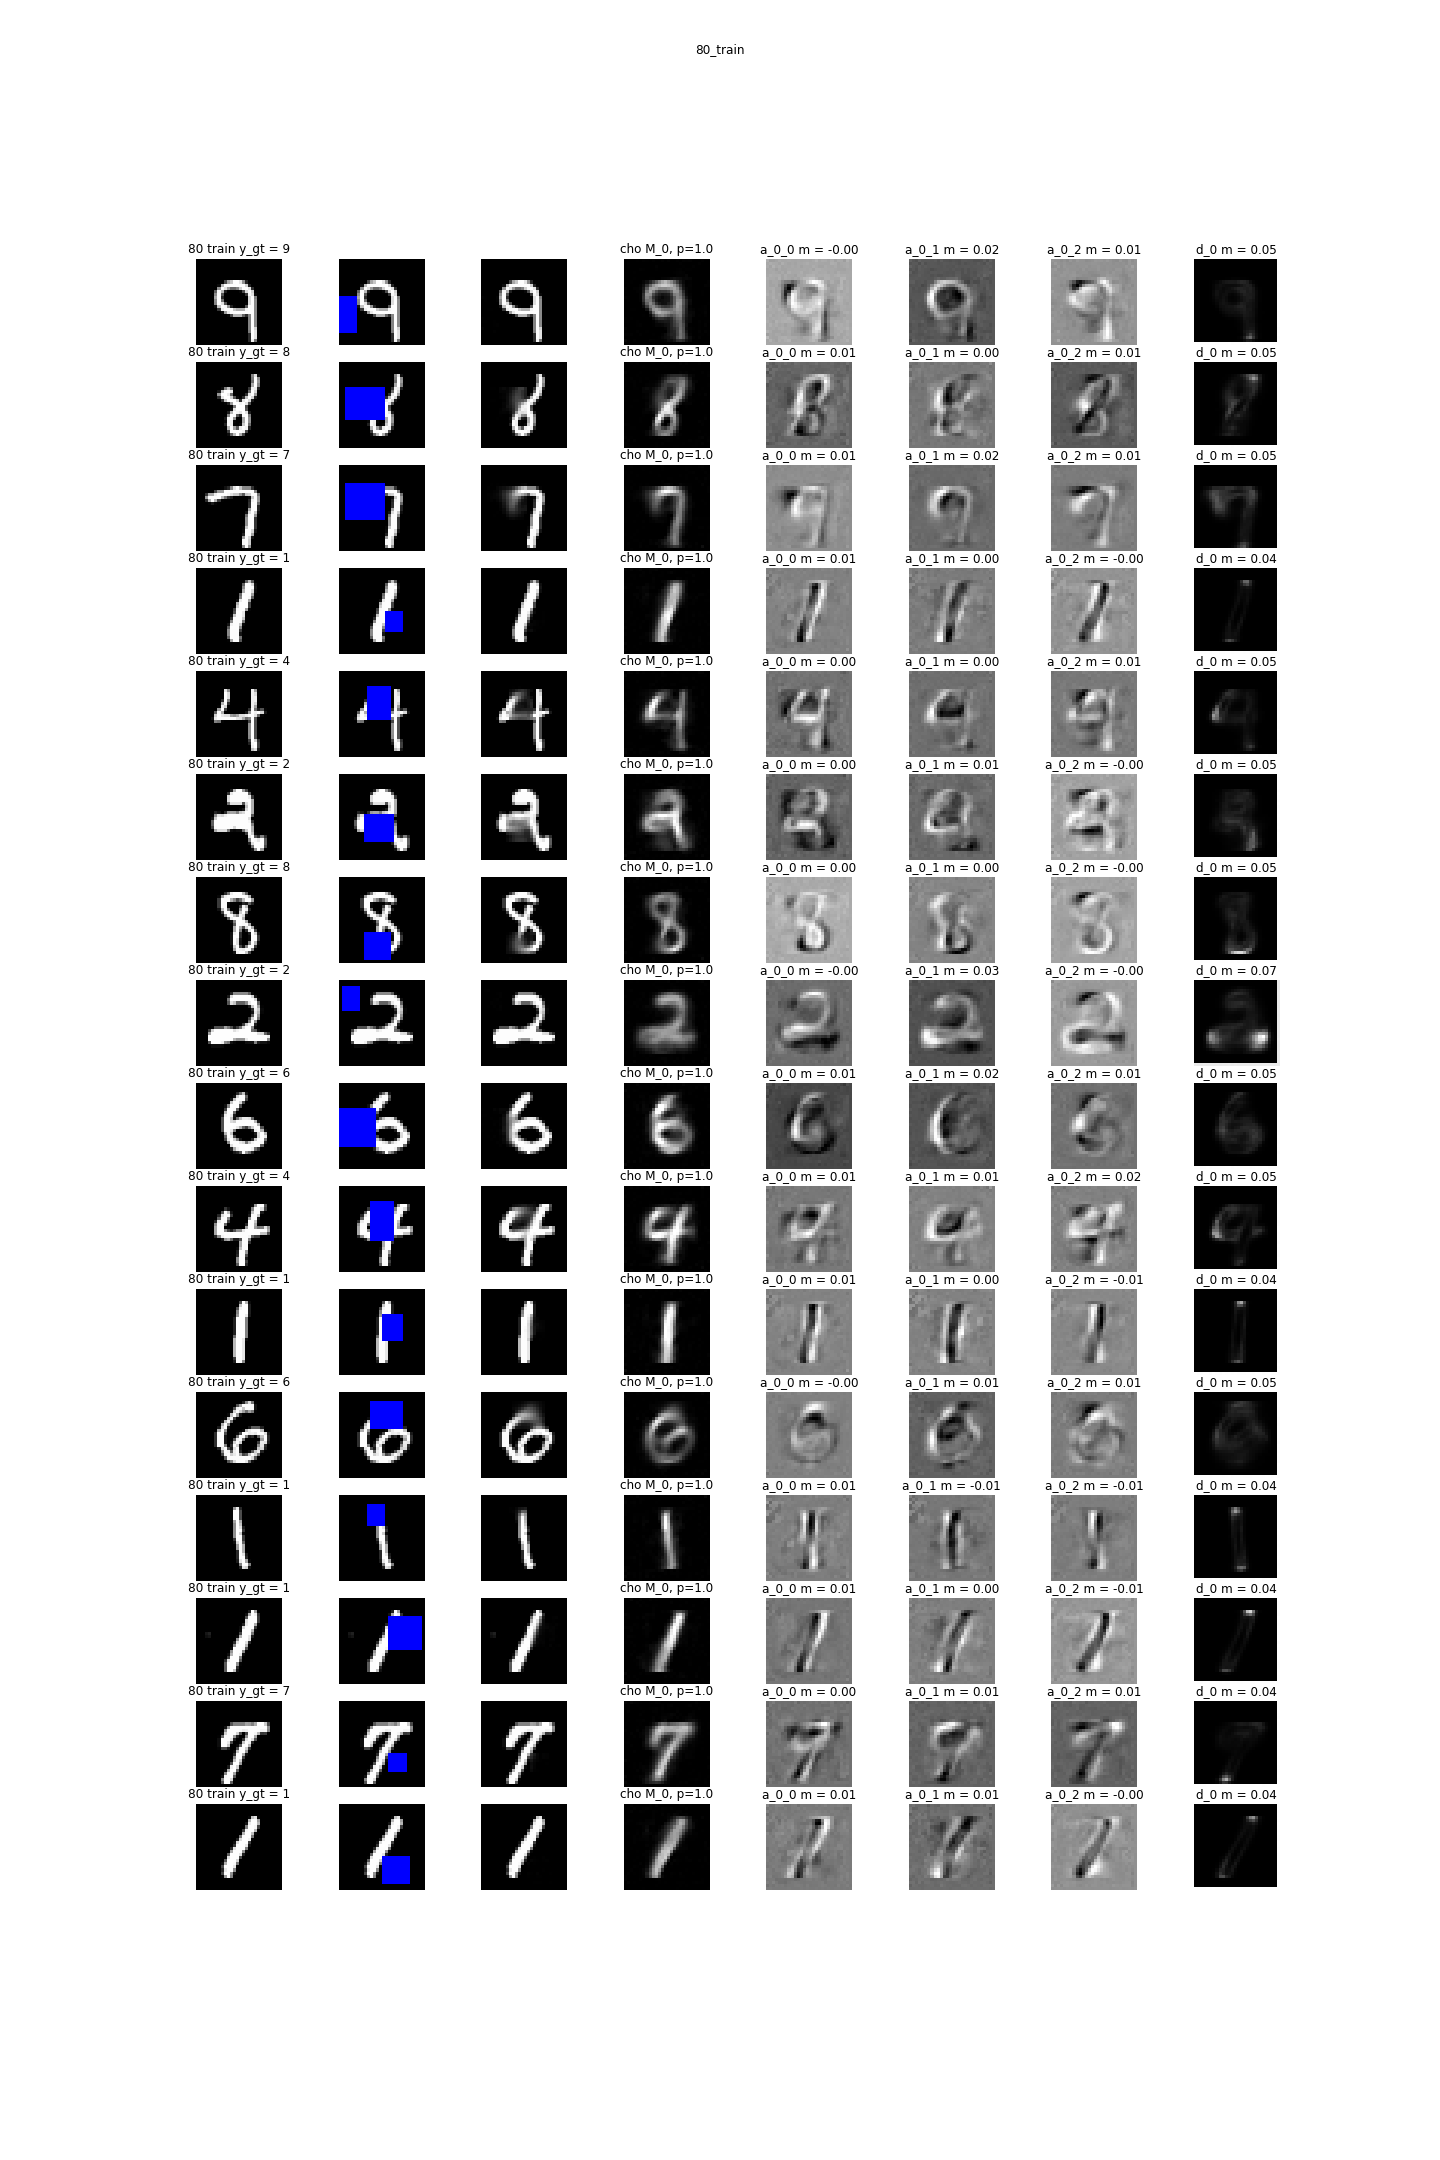 80_train
80 train y_gt = 9 cho M_0, p=1.0 a_0_0 m = -0.00 a_0_1 m = 0.02 a_0_2 m = 0.01 d_0 m = 0.05
80 train y_gt = 8 cho M_0, p=1.0 a_0_0 m = 0.01 a_0_1 m = 0.00 a_0_2 m = 0.01 d_0 m = 0.05
80 train y_gt = 7 cho M_0, p=1.0 a_0_0 m = 0.01 a_0_1 m = 0.02 a_0_2 m = 0.01 d_0 m = 0.05
80 train y_gt = 1 cho M_0, p=1.0 a_0_0 m = 0.01 a_0_1 m = 0.00 a_0_2 m = -0.00 d_0 m = 0.04
80 train y_gt = 4 cho M_0, p=1.0 a_0_0 m = 0.00 a_0_1 m = 0.00 a_0_2 m = 0.01 d_0 m = 0.05
80 train y_gt = 2 cho M_0, p=1.0 a_0_0 m = 0.00 a_0_1 m = 0.01 a_0_2 m = -0.00 d_0 m = 0.05
80 train y_gt = 8 cho M_0, p=1.0 a_0_0 m = 0.00 a_0_1 m = 0.00 a_0_2 m = -0.00 d_0 m = 0.05
80 train y_gt = 2 cho M_0, p=1.0 a_0_0 m = -0.00 a_0_1 m = 0.03 a_0_2 m = -0.00 d_0 m = 0.07
80 train y_gt = 6 cho M_0, p=1.0 a_0_0 m = 0.01 a_0_1 m = 0.02 a_0_2 m = 0.01 d_0 m = 0.05
80 train y_gt = 4 cho M_0, p=1.0 a_0_0 m = 0.01 a_0_1 m = 0.01 a_0_2 m = 0.02 d_0 m = 0.05
80 train y_gt = 1 cho M_0, p=1.0 a_0_0 m = 0.01 a_0_1 m = 0.00 a_0_2 m = -0.01 d_0 m = 0.04
80 train y_gt = 6 cho M_0, p=1.0 a_0_0 m = -0.00 a_0_1 m = 0.01 a_0_2 m = 0.01 d_0 m = 0.05
80 train y_gt = 1 cho M_0, p=1.0 a_0_0 m = 0.01 a_0_1 m = -0.01 a_0_2 m = -0.01 d_0 m = 0.04
80 train y_gt = 1 cho M_0, p=1.0 a_0_0 m = 0.01 a_0_1 m = 0.00 a_0_2 m = -0.01 d_0 m = 0.04
80 train y_gt = 7 cho M_0, p=1.0 a_0_0 m = 0.00 a_0_1 m = 0.01 a_0_2 m = 0.01 d_0 m = 0.04
80 train y_gt = 1 cho M_0, p=1.0 a_0_0 m = 0.01 a_0_1 m = 0.01 a_0_2 m = -0.00 d_0 m = 0.04